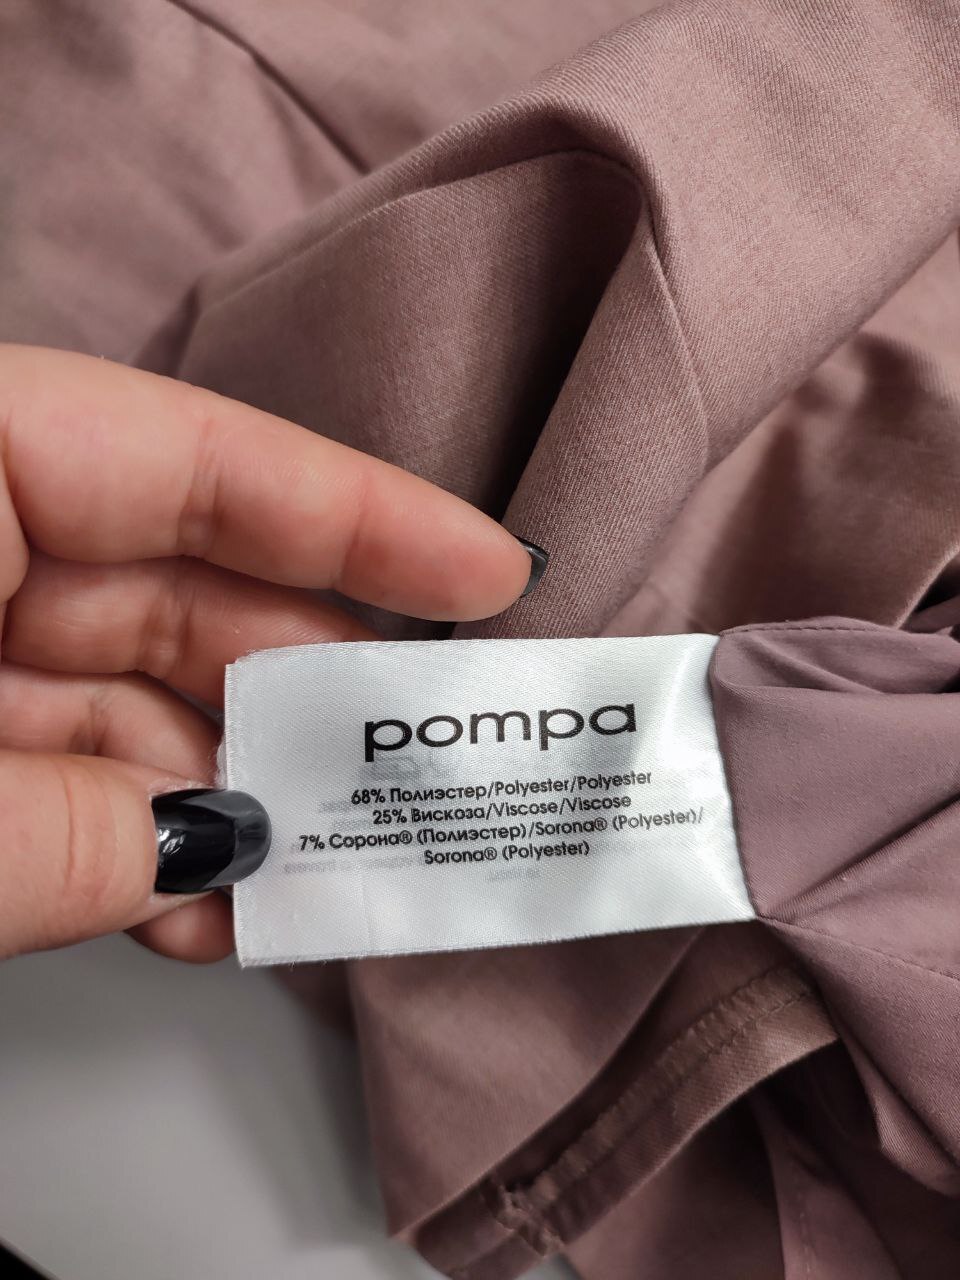 pompa
68% Полиэстер/Polyester/Polyester
25% Вискоза/Viscose/Viscose
7% Сорона® (Полиэстер)/Sorona® (Polyester)/
Sorona® (Polyester)